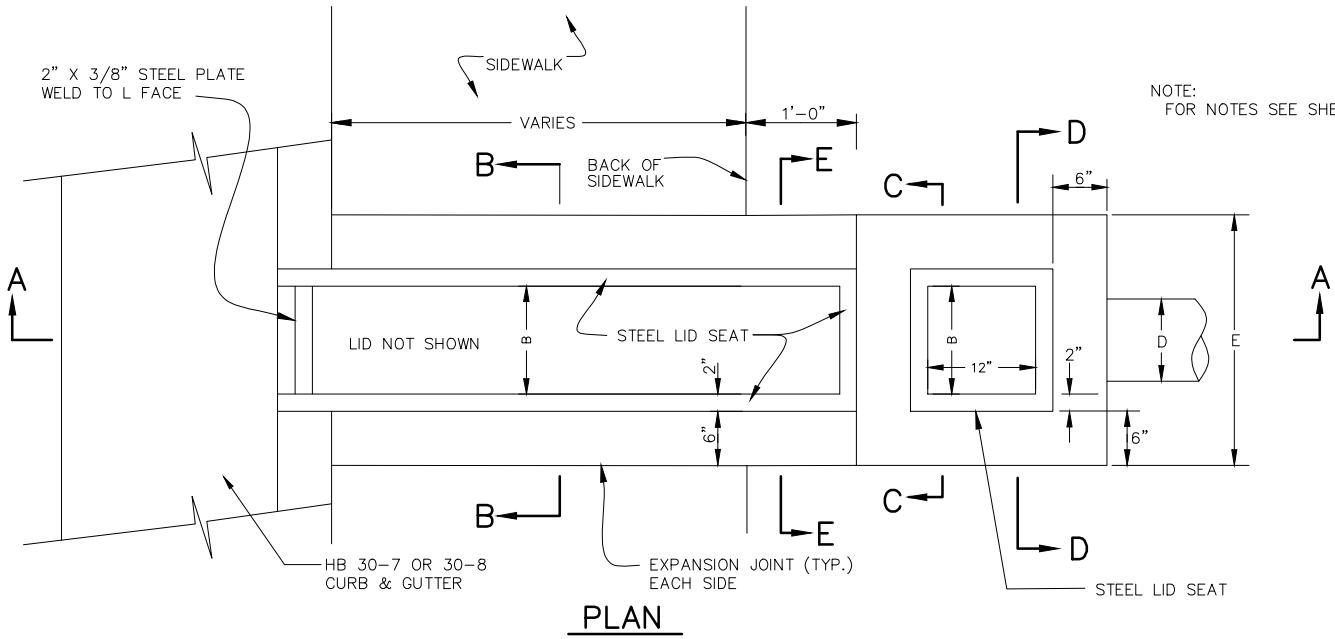 SIDEWALK
2" X 3/8" STEEL PLATE
WELD TO L FACE
NOTE:
FOR NOTES SEE SHE
VARIES
1'-0"
D
B
BACK OF
SIDEWALK
E
C
6"
A
A
LID NOT SHOWN
B
STEEL LID SEAT
B
12"
D
E
2"
2"
6"
6"
B
C
E
D
HB 30-7 OR 30-8
CURB & GUTTER
EXPANSION JOINT (TYP.)
EACH SIDE
STEEL LID SEAT
PLAN